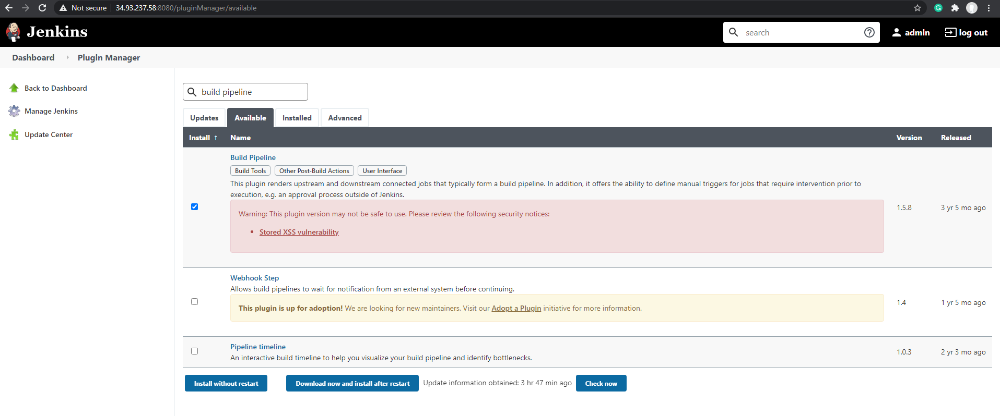 Not secure 34.93.237.58:8080/pluginManager/available
Jenkins
search
admin
log out
Dashboard
Plugin Manager
Back to Dashboard
Manage Jenkins
Update Center
build pipeline
Updates
Available
Installed
Advanced
Install ↑ Name Version Released
Build Pipeline
Build Tools Other Post-Build Actions User Interface
This plugin renders upstream and downstream connected jobs that typically form a build pipeline. In addition, it offers the ability to define manual triggers for jobs that require intervention prior to
execution, e.g. an approval process outside of Jenkins.
Warning: This plugin version may not be safe to use. Please review the following security notices:
• Stored XSS vulnerability
1.5.8 3 yr 5 mo ago
Webhook Step
Allows build pipelines to wait for notification from an external system before continuing.
This plugin is up for adoption! We are looking for new maintainers. Visit our Adopt a Plugin initiative for more information.
1.4 1 yr 5 mo ago
Pipeline timeline
An interactive build timeline to help you visualize your build pipeline and identify bottlenecks.
1.0.3 2 yr 3 mo ago
Install without restart
Download now and install after restart
Update information obtained: 3 hr 47 min ago
Check now